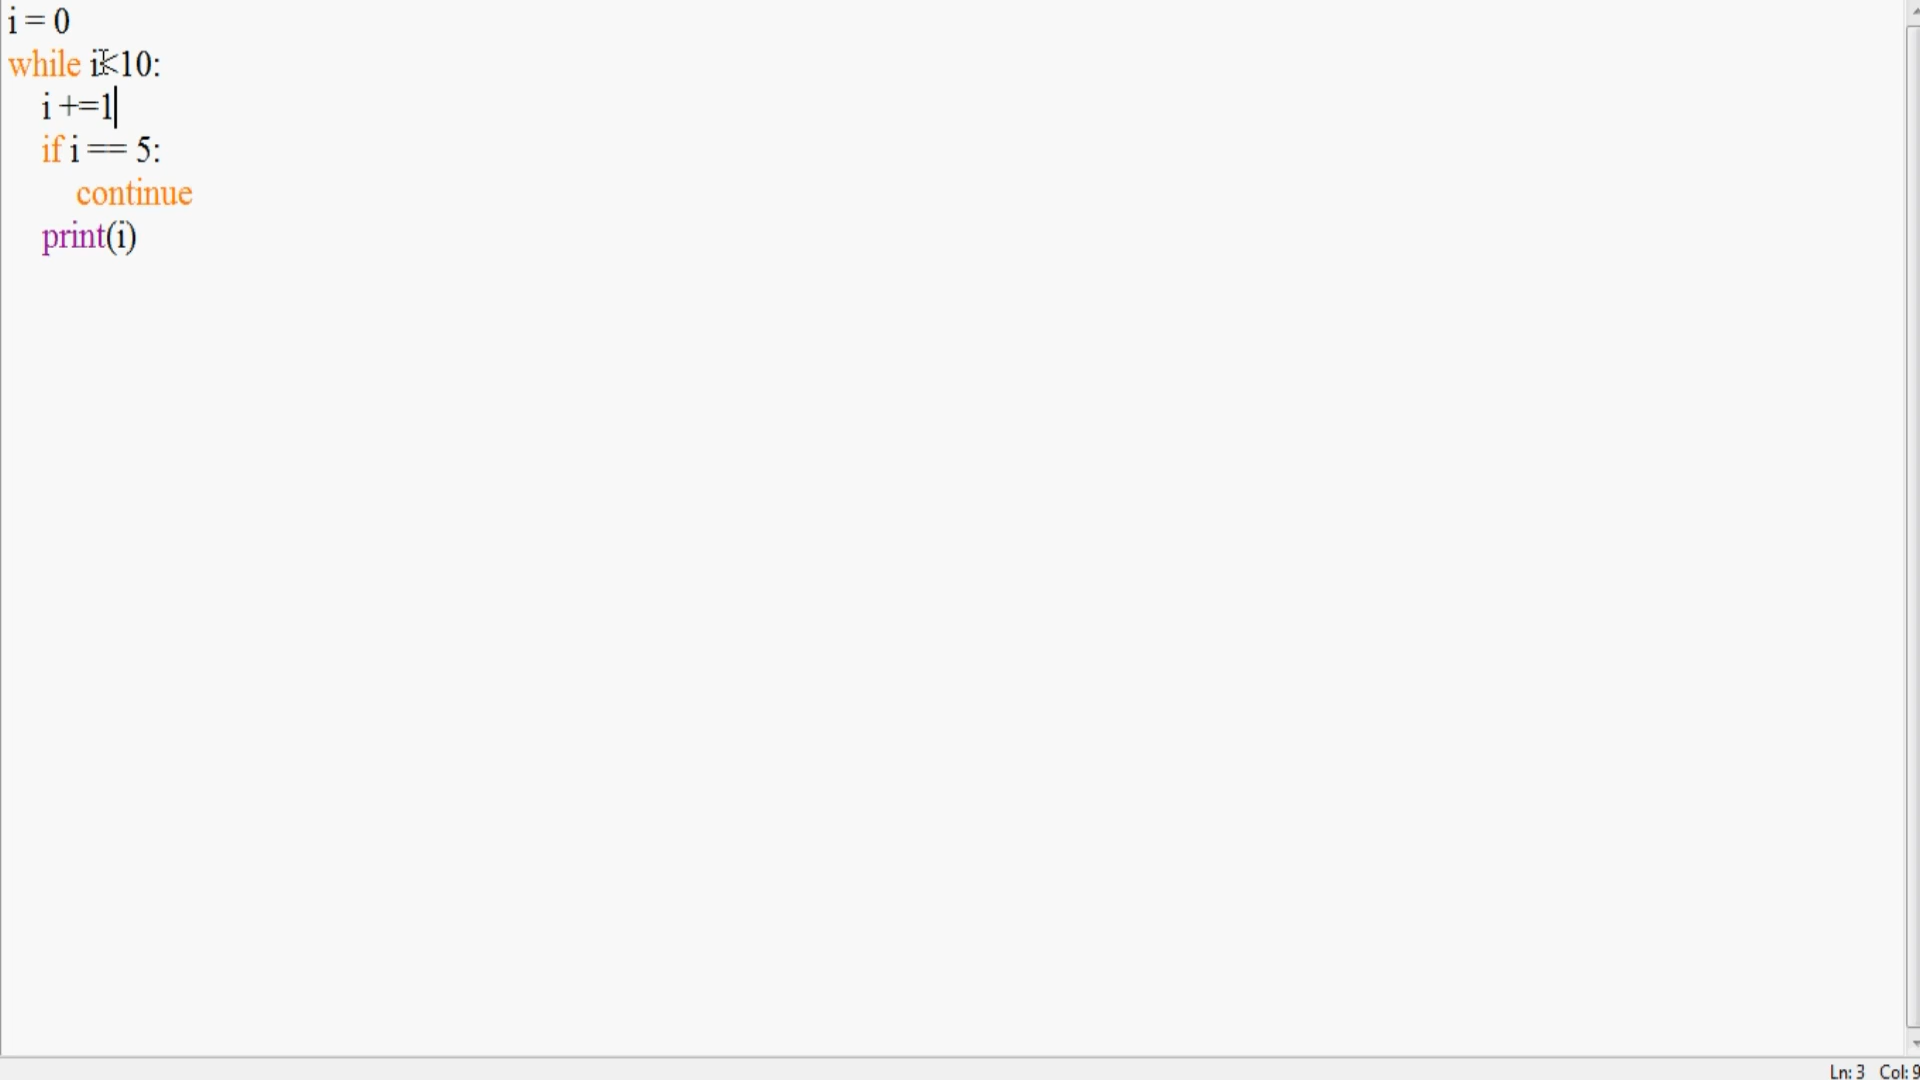 i = 0
while i<10:
    i +=1
    if i == 5:
        continue
    print(i)
Ln: 3 Col: 9